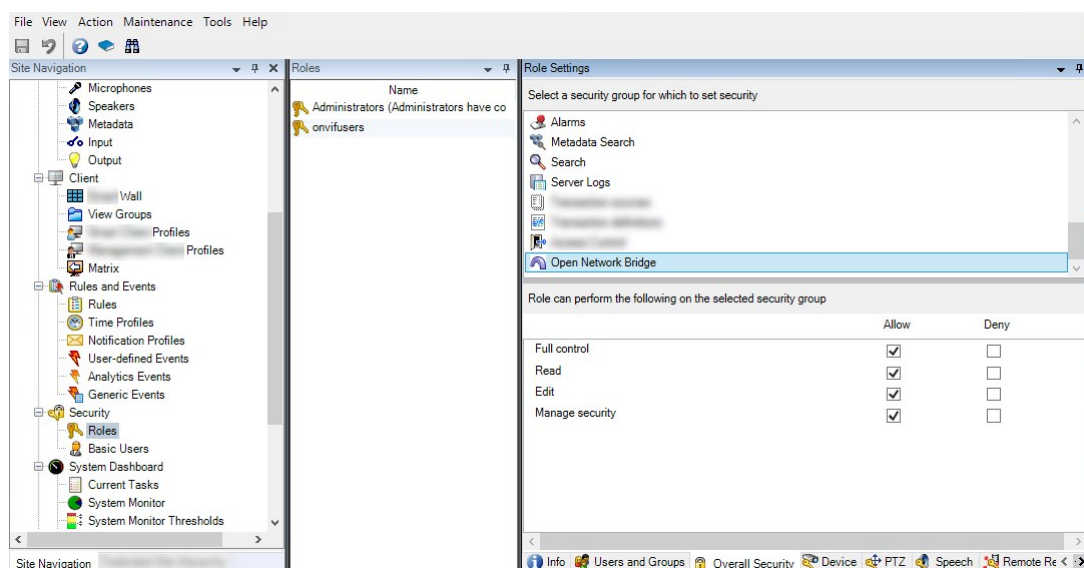 File View Action Maintenance Tools Help
Site Navigation
Microphones
Speakers
Metadata
Input
Output
Client
Wall
View Groups
Profiles
Profiles
Matrix
Rules and Events
Rules
Time Profiles
Notification Profiles
User-defined Events
Analytics Events
Generic Events
Security
Roles
Basic Users
System Dashboard
Current Tasks
System Monitor
System Monitor Thresholds
Site Navigation
Roles
Name
Administrators (Administrators have co
onvifusers
Role Settings
Select a security group for which to set security
Alarms
Metadata Search
Search
Server Logs
Open Network Bridge
Role can perform the following on the selected security group
Allow Deny
Full control
Read
Edit
Manage security
Info Users and Groups Overall Security Device PTZ Speech Remote Re